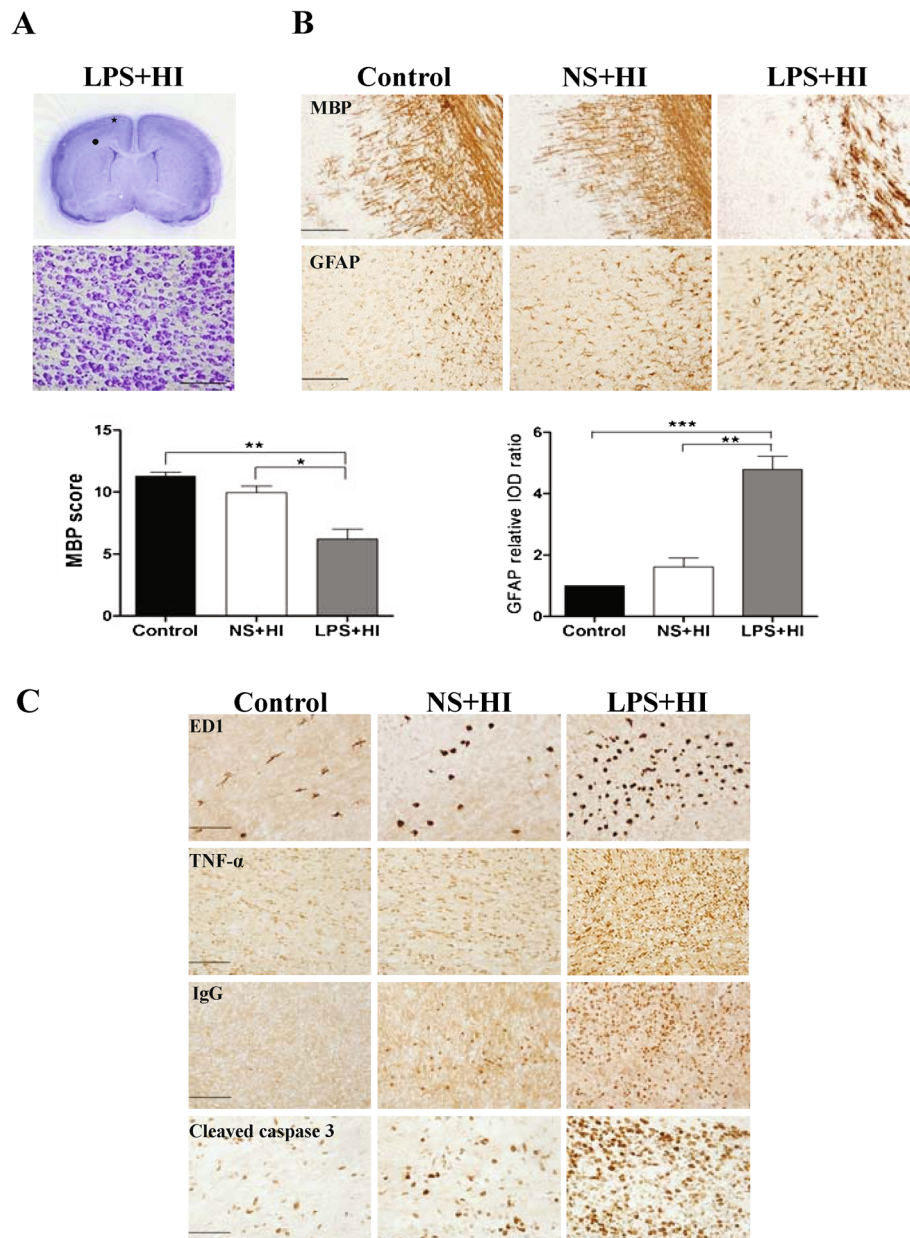 A
B
LPS+HI
Control NS+HI LPS+HI
MBP
GFAP
15
10
5
0
MBP score
**
*
Control NS+HI LPS+HI
6
4
2
0
GFAP relative IOD ratio
***
**
Control NS+HI LPS+HI
C
Control NS+HI LPS+HI
ED1
TNF-α
IgG
Cleaved caspase 3